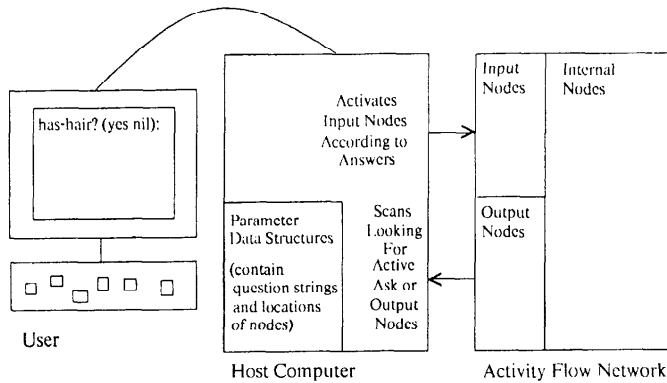 has-hair? (yes nil):
User
Activates
Input Nodes
According to
Answers
Parameter
Data Structures
(contain
question strings
and locations
of nodes)
Scans
Looking
For
Active
Ask or
Output
Nodes
Host Computer
Input
Nodes
Internal
Nodes
Output
Nodes
Activity Flow Network